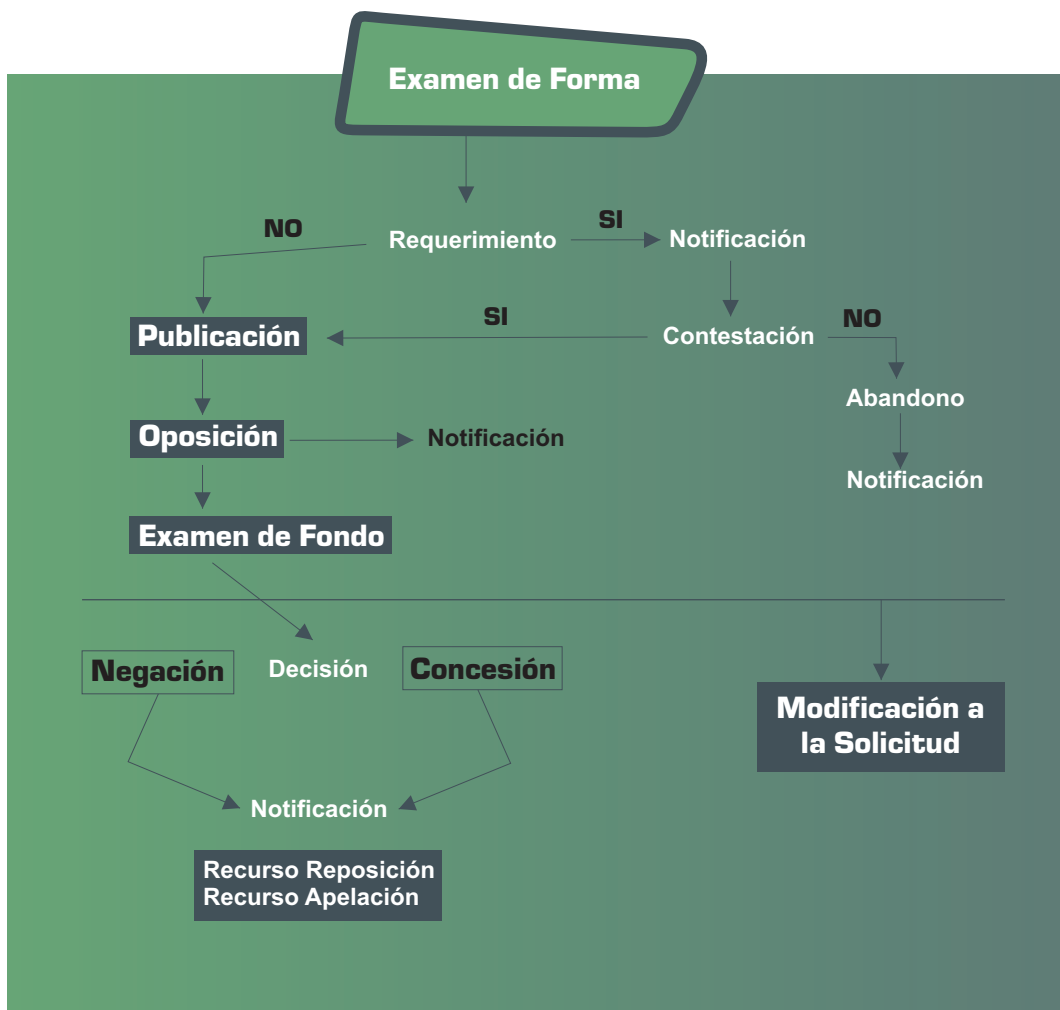 Examen de Forma
NO
SI
Requerimiento
Notificación
Publicación
SI
Contestación
NO
Abandono
Oposición
Notificación
Notificación
Examen de Fondo
Negación
Decisión
Concesión
Modificación a
la Solicitud
Notificación
Recurso Reposición
Recurso Apelación